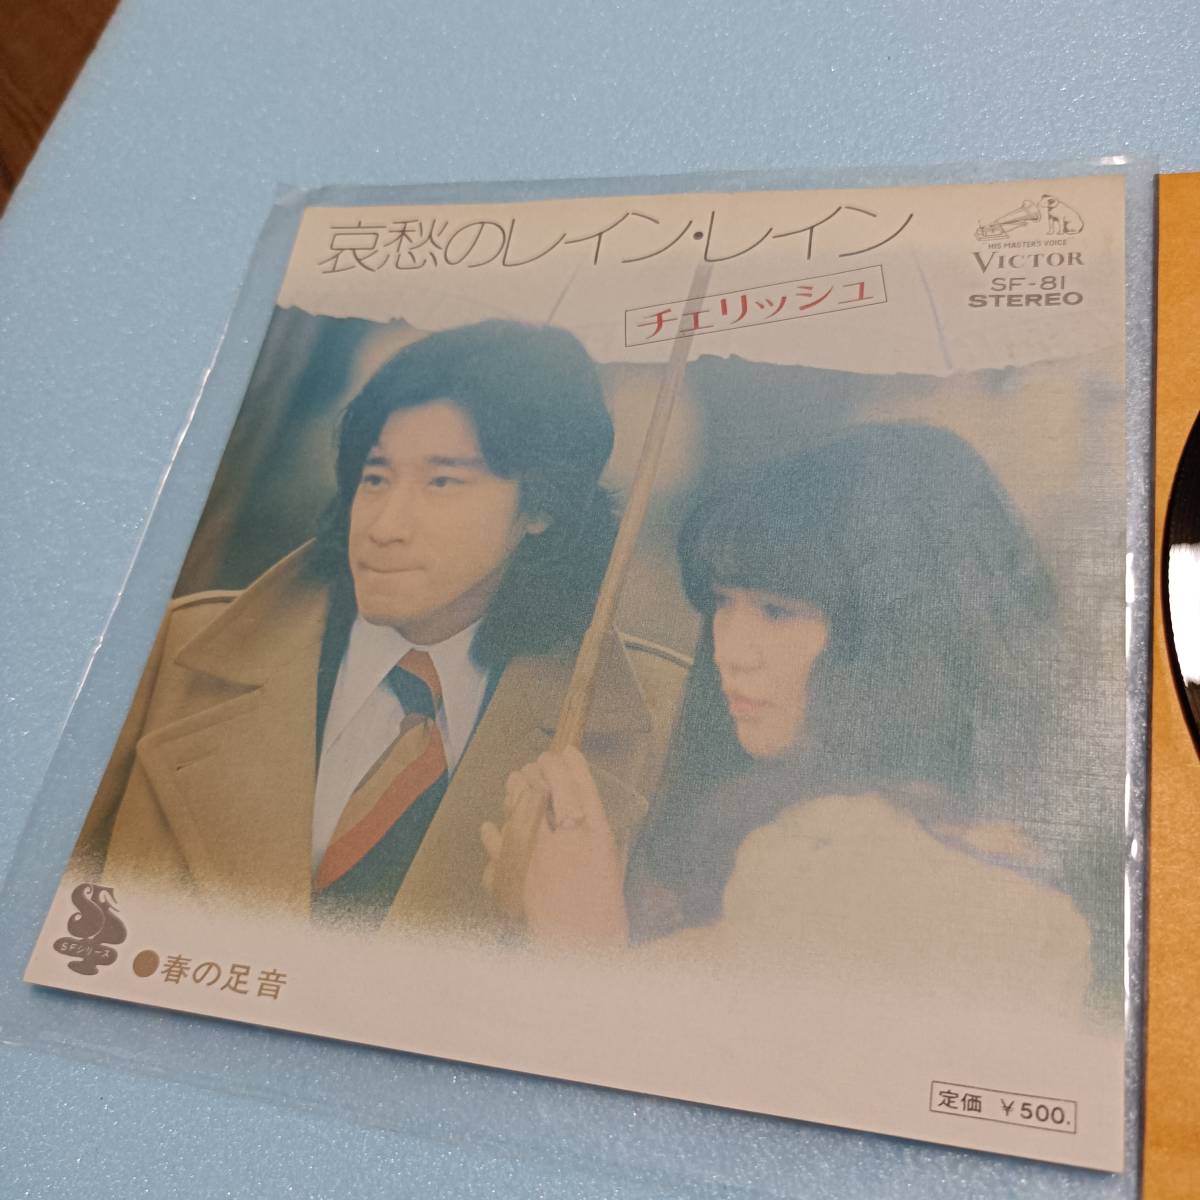 哀愁のレイン・レイン
チェリッシュ
HIS MASTER'S VOICE
VICTOR
SF-81
STEREO
SF
SFシリーズ
●春の足音
定価 ¥500.